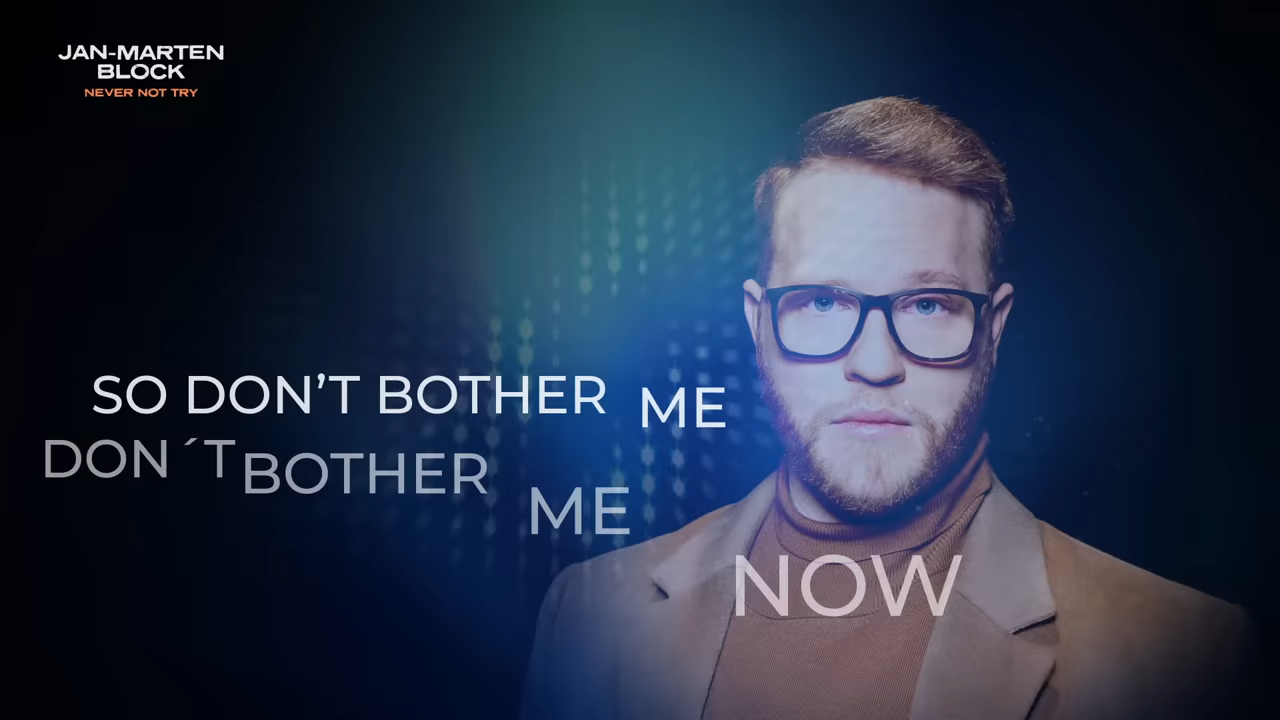 JAN-MARTEN
BLOCK
NEVER NOT TRY
SO DON’T BOTHER ME
DON´T BOTHER
ME
NOW